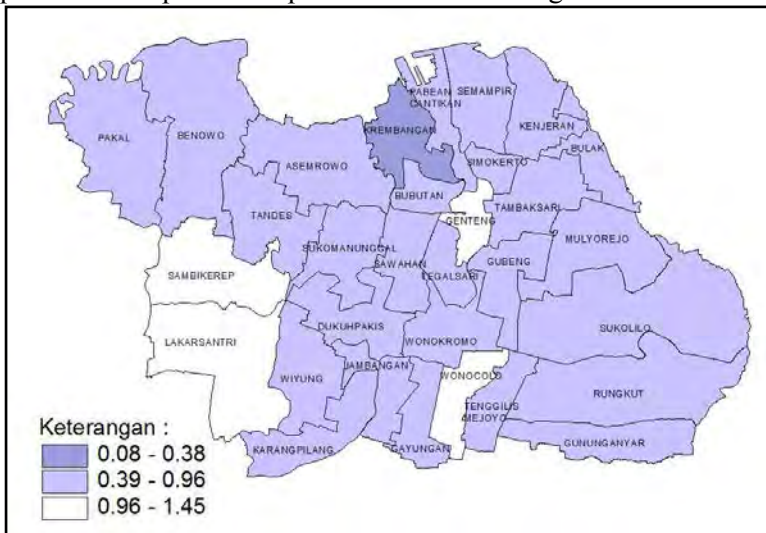 PABEAN
CANTIKAN
SEMAMPIR
KREMBANGAN
KENJERAN
PAKAL
BENOWO
BULAK
ASEMROWO
SIMOKERTO
BUBUTAN
TAMBAKSARI
TANDES
GENTENG
SUKOMANUNGGAL
MULYOREJO
SAWAHAN
GUBENG
SAMBIKEREP
TEGALSARI
DUKUHPAKIS
SUKOLILO
LAKARSANTRI
WONOKROMO
JAMBANGAN
WONOCOLO
WIYUNG
RUNGKUT
TENGGILIS
MEJOYO
GUNUNGANYAR
KARANGPILANG
GAYUNGAN
Keterangan :
0.08 - 0.38
0.39 - 0.96
0.96 - 1.45